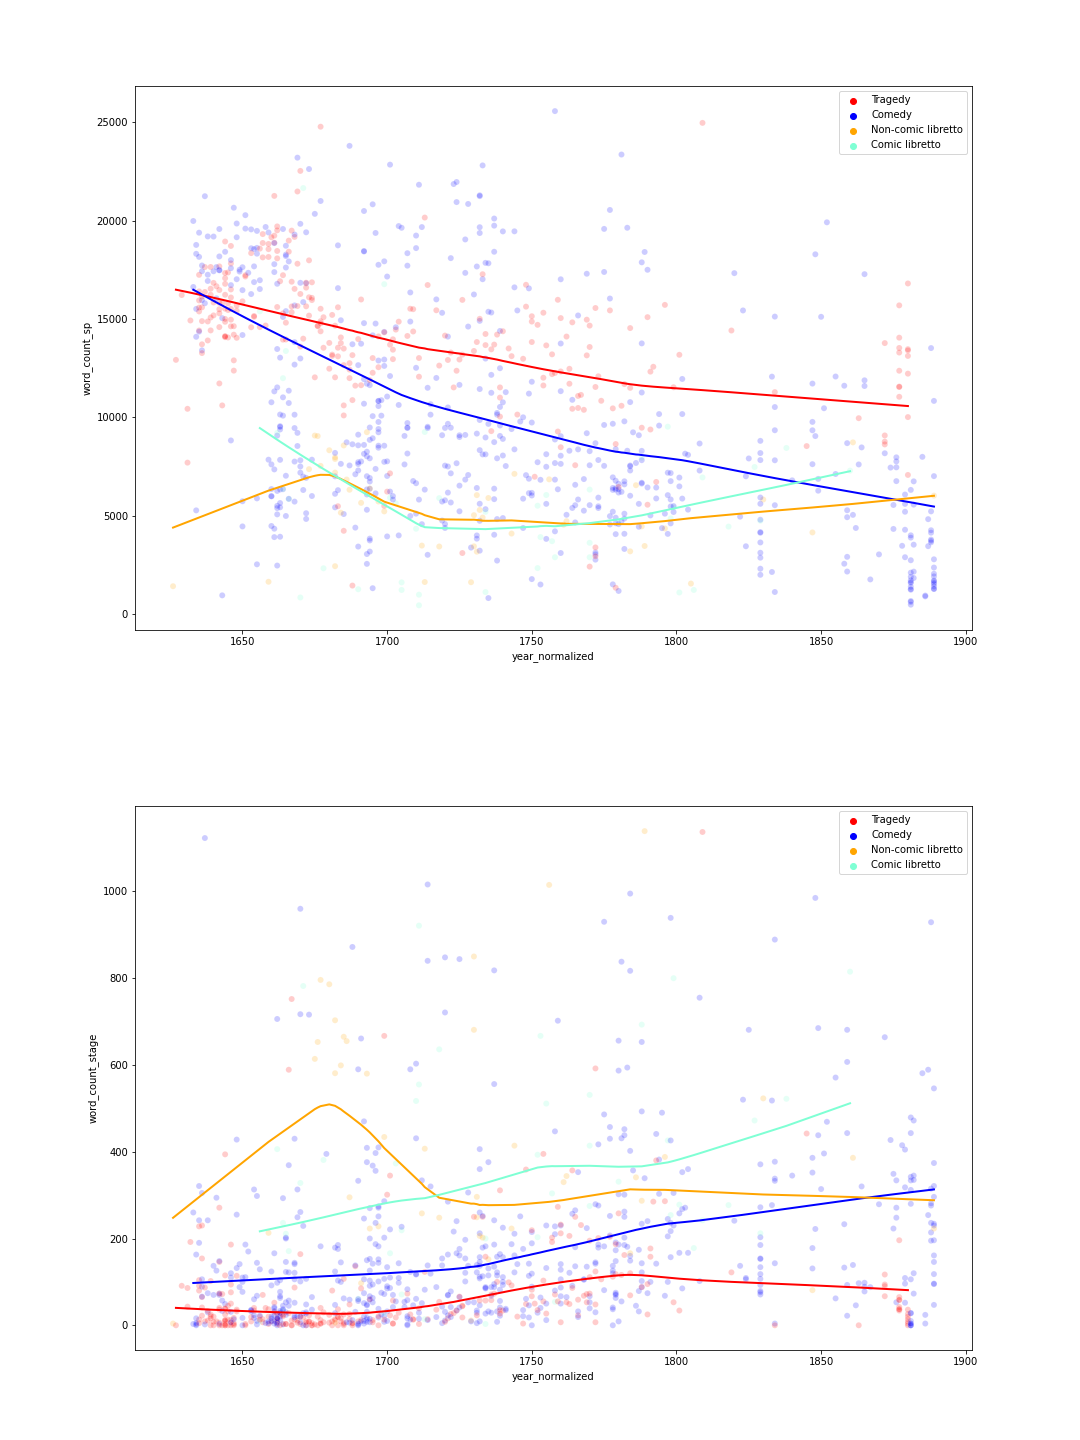 Tragedy
Comedy
Non-comic libretto
Comic libretto
25000
20000
15000
10000
5000
0
word_count_sp
1650 1700 1750 1800 1850 1900
year_normalized
Tragedy
Comedy
Non-comic libretto
Comic libretto
1000
800
600
400
200
0
word_count_stage
1650 1700 1750 1800 1850 1900
year_normalized